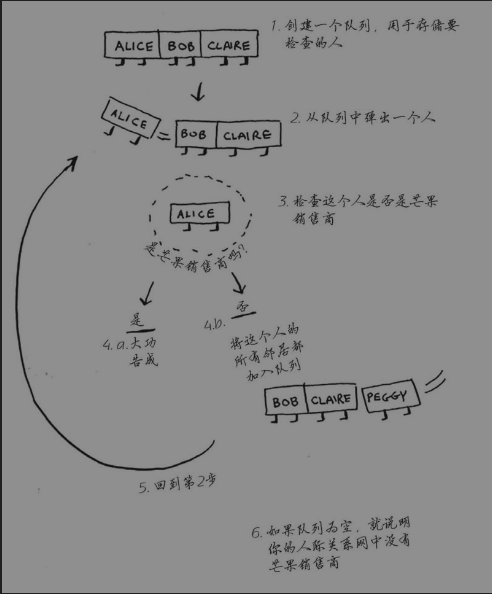 ALICE BOB CLAIRE
1. 创建一个队列，用于存储要
检查的人
ALICE = BOB CLAIRE
2. 从队列中弹出一个人
ALICE
3. 检查这个人是否是芒果
销售商
是芒果销售商吗?
是
4.a. 大功
告成
否
4.b. 将这个人的
所有邻居都
加入队列
BOB CLAIRE PEGGY
5. 回到第2步
6. 如果队列为空，就说明
你的人际关系网中没有
芒果销售商